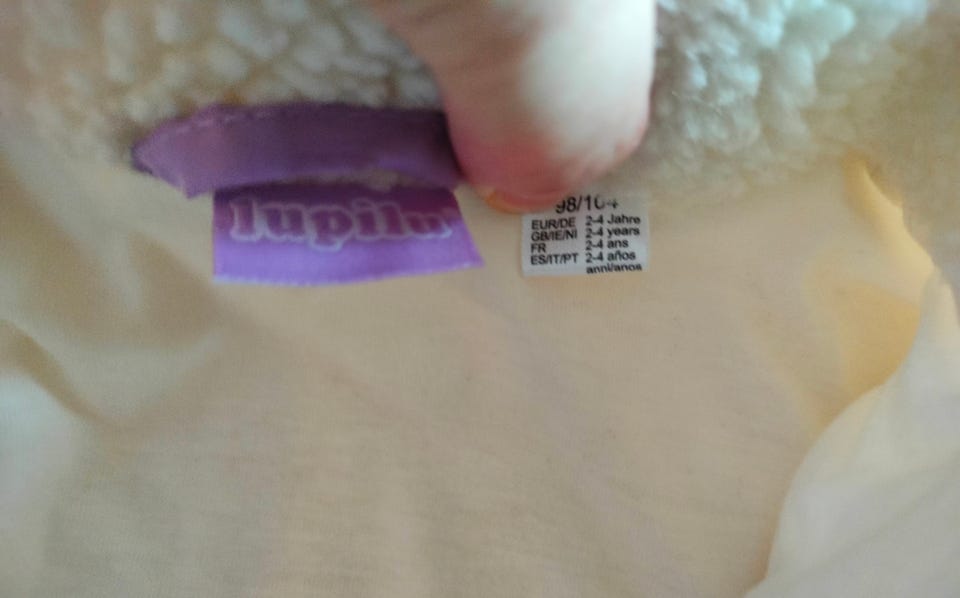 lupilu
98/104
EUR/DE 2-4 Jahre
GB/IE/NI 2-4 years
FR 2-4 ans
ES/IT/PT 2-4 años
anni/anos